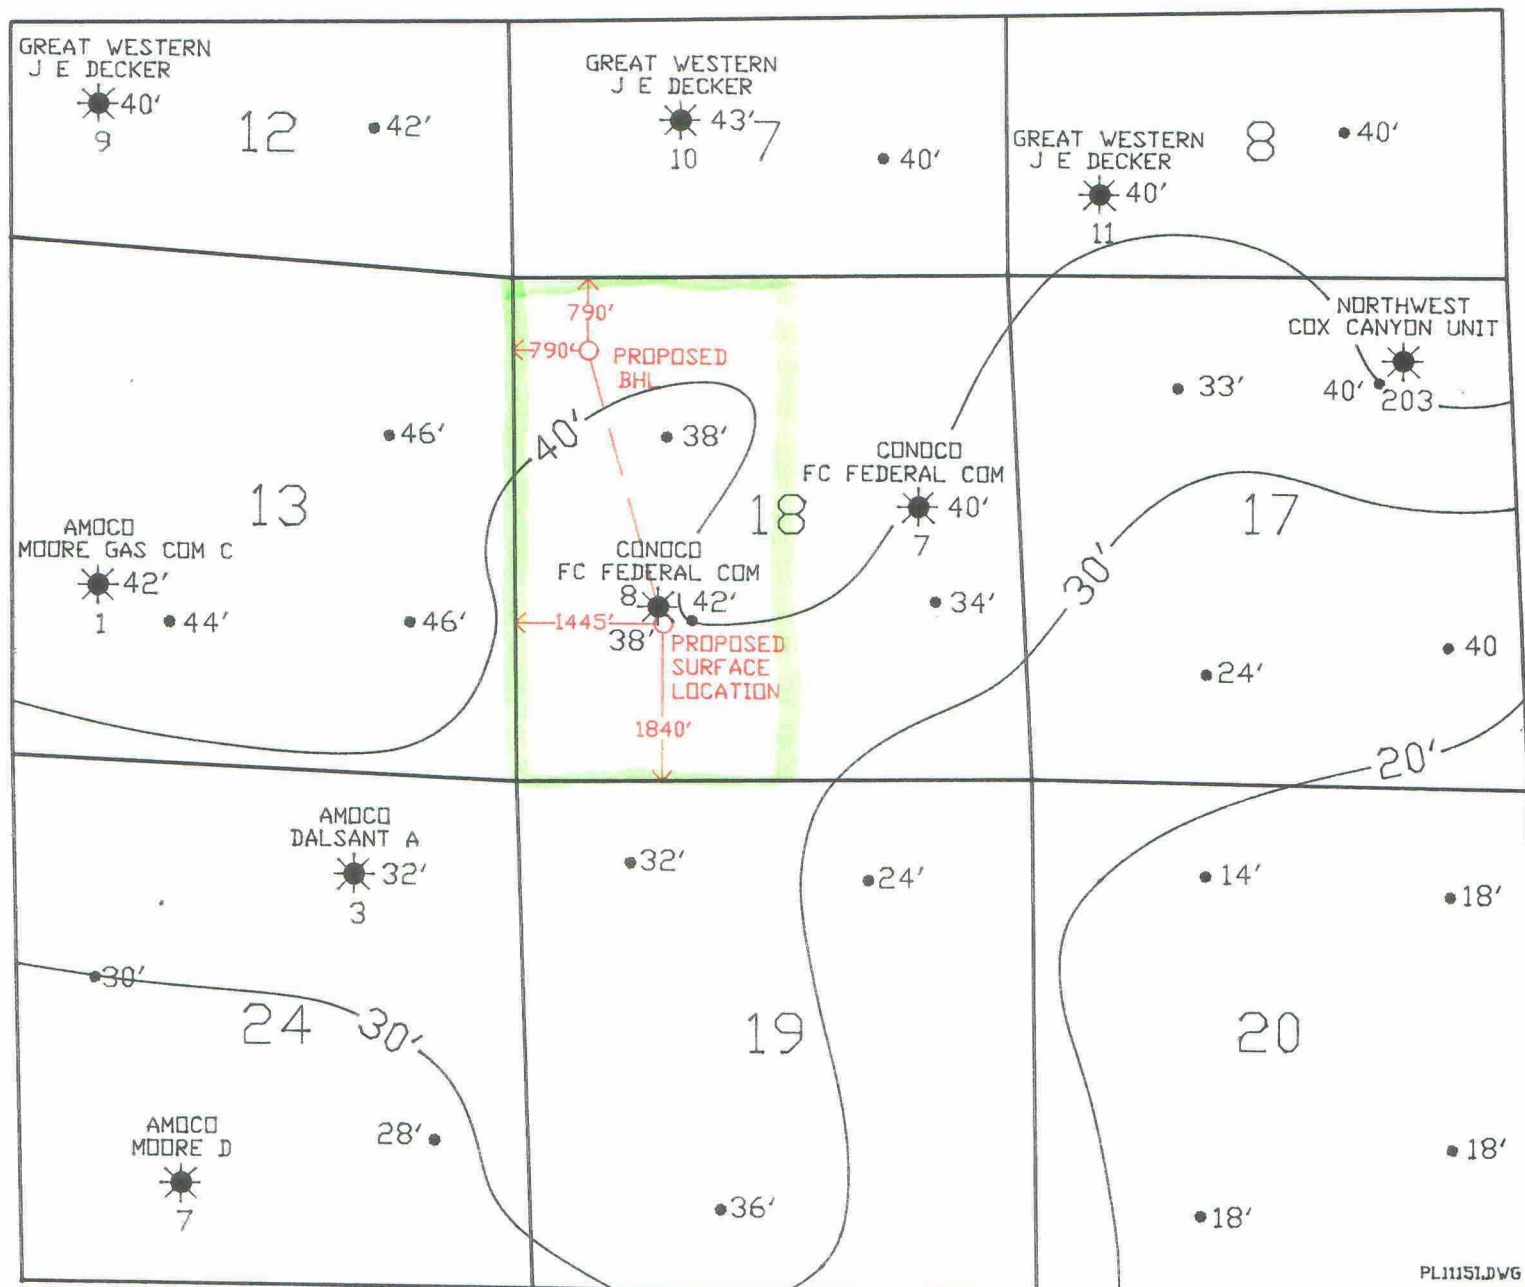 GREAT WESTERN
J E DECKER
40'
9
12
42'
GREAT WESTERN
J E DECKER
43'
10
7
40'
GREAT WESTERN
J E DECKER
40'
11
8
40'
790'
790'
PROPOSED
BHL
NORTHWEST
COX CANYON UNIT
40'
203
33'
46'
40'
38'
13
18
CONOCO
FC FEDERAL COM
40'
7
17
AMOCO
MOORE GAS COM C
42'
1
44'
46'
CONOCO
FC FEDERAL COM
8
42'
38'
1445'
PROPOSED
SURFACE
LOCATION
1840'
34'
30'
24'
40
20'
AMOCO
DALSANT A
32'
3
32'
24'
14'
18'
30'
24
30'
19
20
AMOCO
MOORE D
7
28'
36'
18'
18'
PL11151.DWG